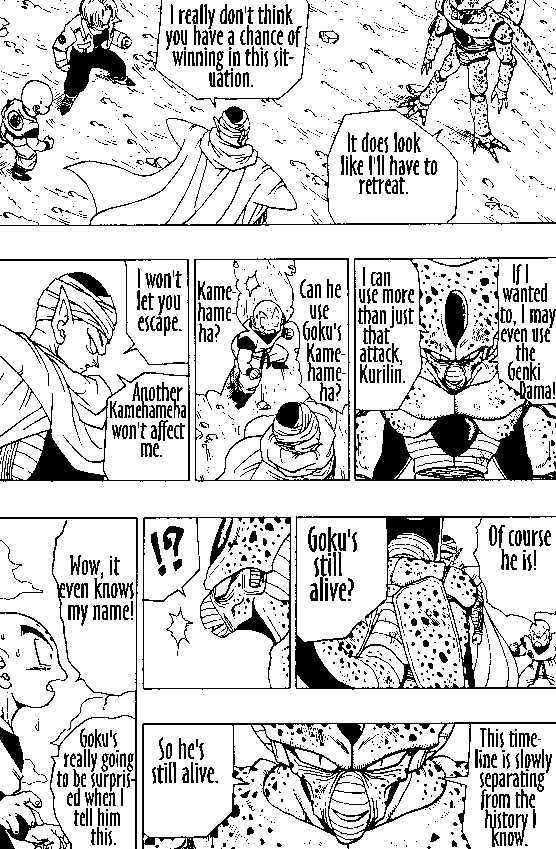 I really don't think
you have a chance of
winning in this sit-
uation.
It does look
like I'll have to
retreat.
I won't
let you
escape.
Another
Kamehameha
won't affect
me.
Kame-
hame-
ha?
Can he
use
Goku's
Kame-
hame-
ha?
I can
use more
than just
that
attack,
Kurilin.
If I
wanted
to, I may
even use
the
Genki
Dama!
Wow, it
even knows
my name!
Goku's
really going
to be surpris-
ed when I
tell him
this.
!?
Goku's
still
alive?
Of course
he is!
So he's
still alive.
This time-
line is slowly
separating
from the
history I
know.